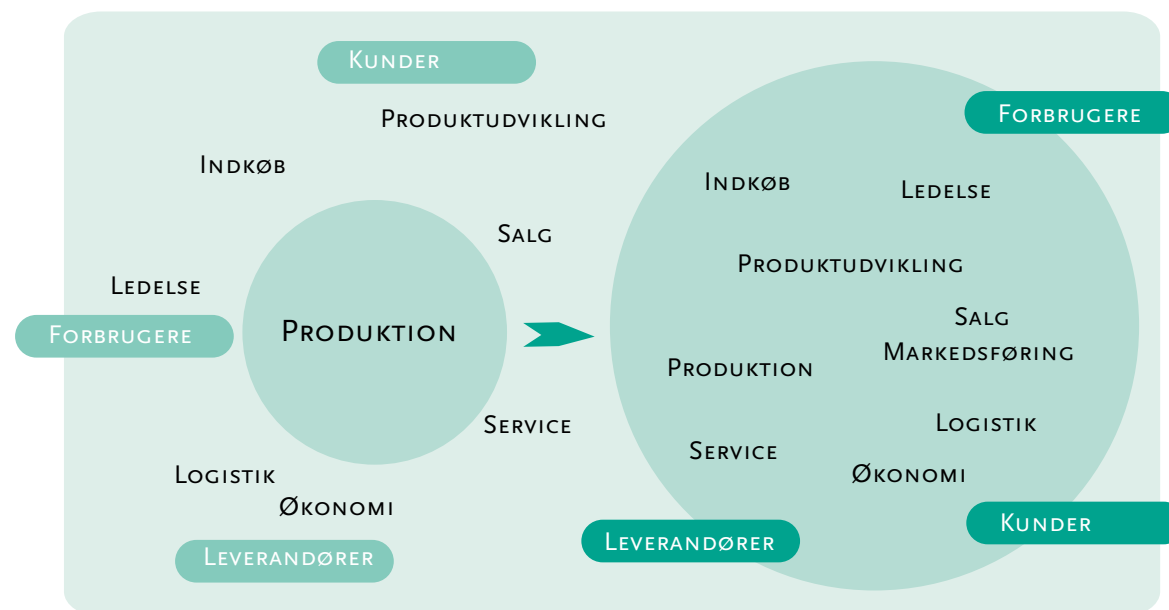 Kunder
Produktudvikling
Indkøb
Salg
Ledelse
Forbrugere
Produktion
Service
Logistik
Økonomi
Leverandører
Forbrugere
Indkøb
Ledelse
Produktudvikling
Salg
Markedsføring
Produktion
Logistik
Service
Økonomi
Kunder
Leverandører